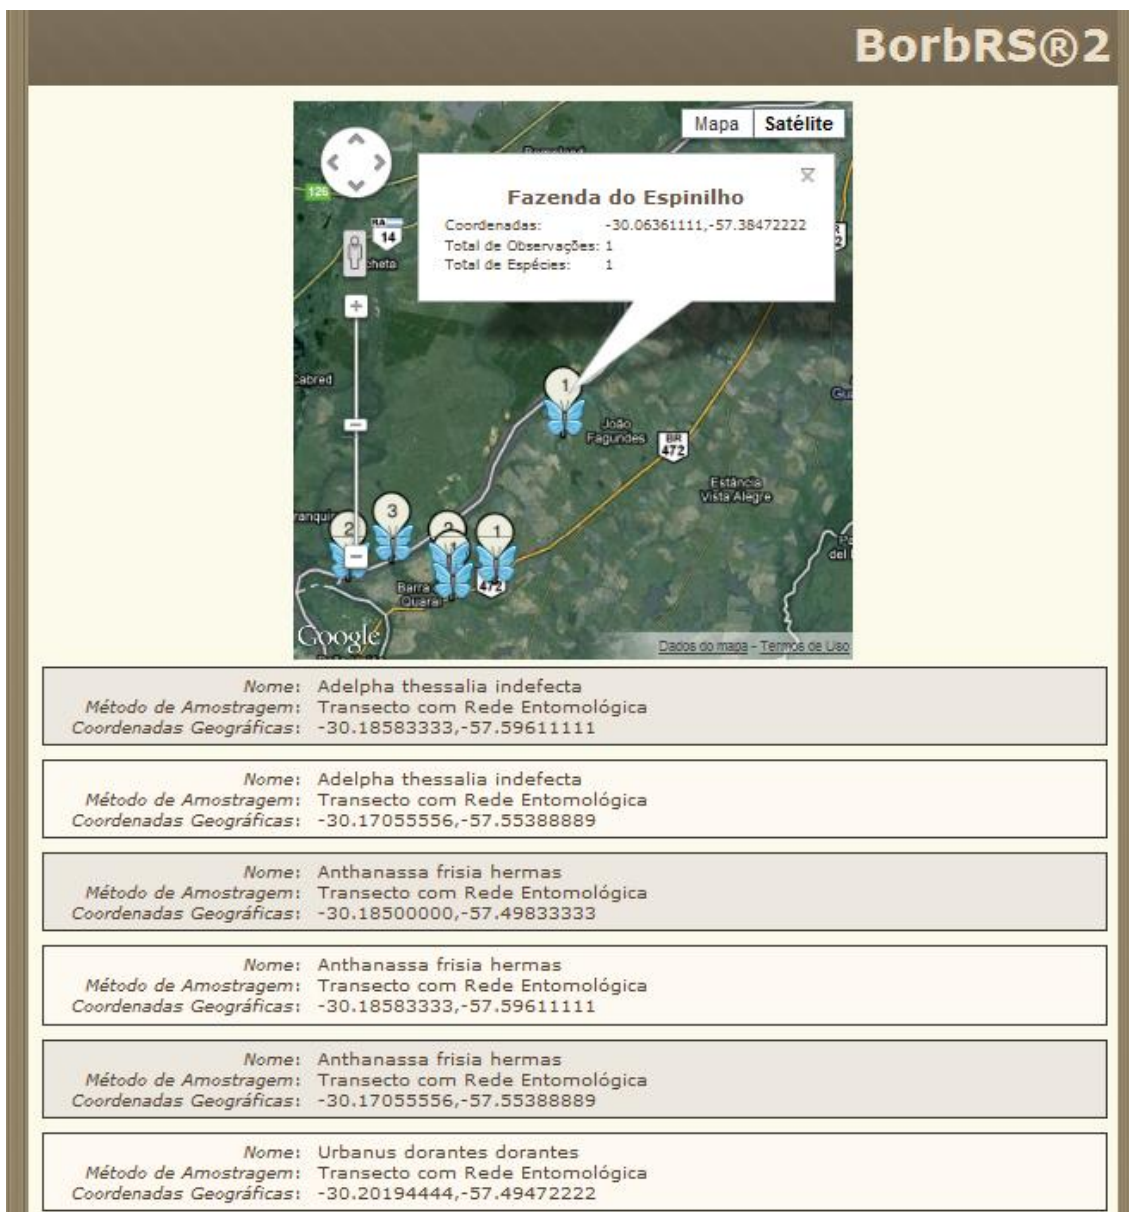 BorbRS®2
Mapa Satélite
Fazenda do Espinilho
Coordenadas: -30.06361111,-57.38472222
Total de Observações: 1
Total de Espécies: 1
126
RA
14
3
1
João
Fagundes
BR
472
Estância
Vista Alegre
Cabred
3
2
1
1
Barra
Quaraí
472
Google
Dados do mapa - Termos de Uso
Nome: Adelpha thessalia indefecta
Método de Amostragem: Transecto com Rede Entomológica
Coordenadas Geográficas: -30.18583333,-57.59611111
Nome: Adelpha thessalia indefecta
Método de Amostragem: Transecto com Rede Entomológica
Coordenadas Geográficas: -30.17055556,-57.55388889
Nome: Anthanassa frisia hermas
Método de Amostragem: Transecto com Rede Entomológica
Coordenadas Geográficas: -30.18500000,-57.49833333
Nome: Anthanassa frisia hermas
Método de Amostragem: Transecto com Rede Entomológica
Coordenadas Geográficas: -30.18583333,-57.59611111
Nome: Anthanassa frisia hermas
Método de Amostragem: Transecto com Rede Entomológica
Coordenadas Geográficas: -30.17055556,-57.55388889
Nome: Urbanus dorantes dorantes
Método de Amostragem: Transecto com Rede Entomológica
Coordenadas Geográficas: -30.20194444,-57.49472222